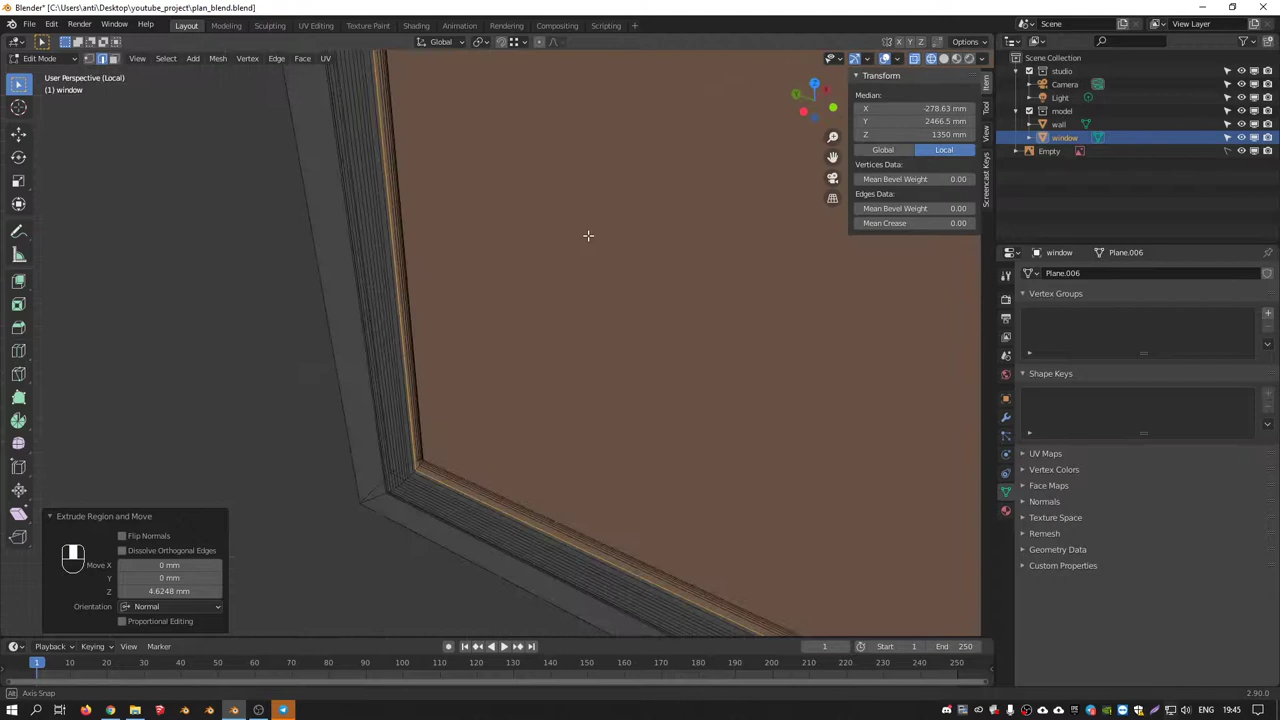 Blender* [C:\Users\anti\Desktop\youtube_project\plan_blend.blend]
File Edit Render Window Help Layout Modeling Sculpting UV Editing Texture Paint Shading Animation Rendering Compositing Scripting + Scene View Layer
Global Options
Edit Mode View Select Add Mesh Vertex Edge Face UV
User Perspective (Local)
(1) window
Transform
Median:
X -278.63 mm
Y 2466.5 mm
Z 1350 mm
Global Local
Vertices Data:
Mean Bevel Weight 0.00
Edges Data:
Mean Bevel Weight 0.00
Mean Crease 0.00
Item
Tool
View
Screencast Keys
Scene Collection
studio
Camera
Light
model
wall
window
Empty
window Plane.006
Plane.006
Vertex Groups
Shape Keys
UV Maps
Vertex Colors
Face Maps
Normals
Texture Space
Remesh
Geometry Data
Custom Properties
Extrude Region and Move
Flip Normals
Dissolve Orthogonal Edges
Move X 0 mm
Y 0 mm
Z 4.6248 mm
Orientation Normal
Proportional Editing
Playback Keying View Marker 1 Start 1 End 250
1 10 20 30 40 50 60 70 80 90 100 110 120 130 140 150 160 170 180 190 200 210 220 230 240 250
Alt Axis Snap 2.90.0
ENG 19:45